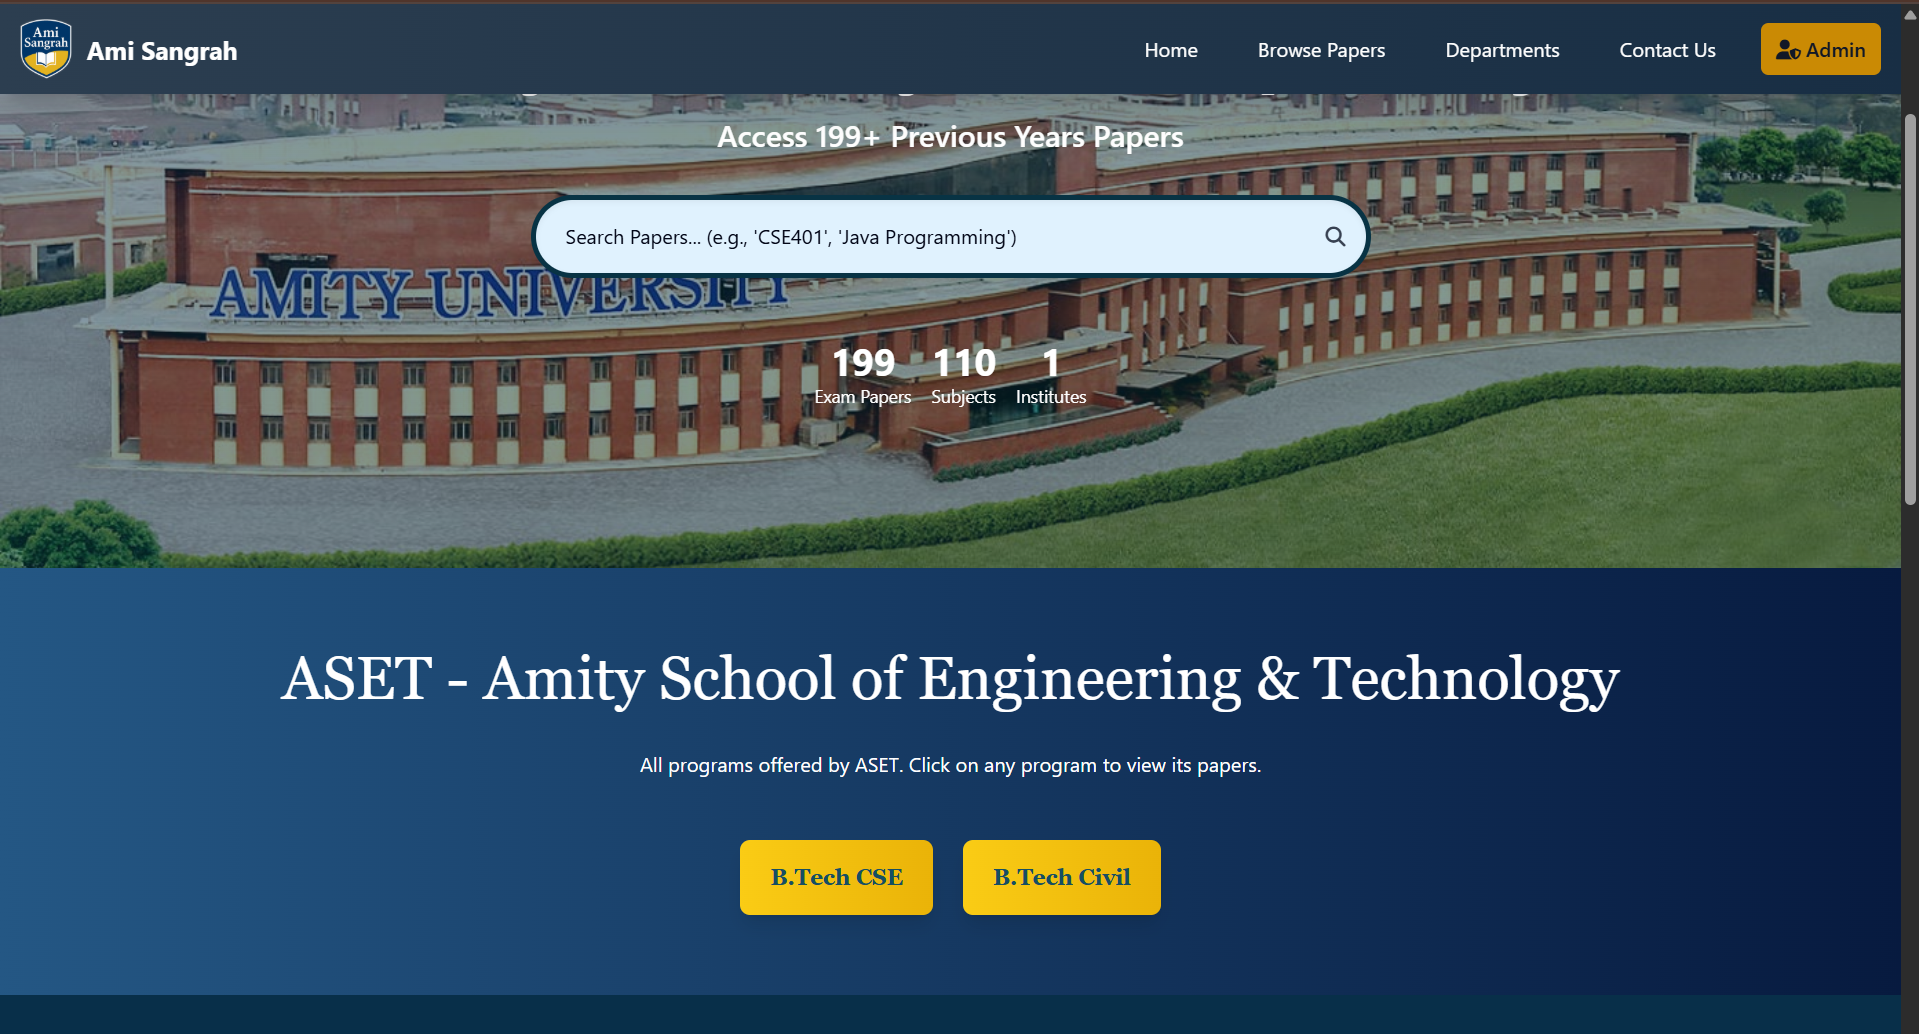 Ami
Sangrah
Ami Sangrah
Home
Browse Papers
Departments
Contact Us
Admin
Access 199+ Previous Years Papers
Search Papers... (e.g., 'CSE401', 'Java Programming')
AMITY UNIVERSITY
199
Exam Papers
110
Subjects
1
Institutes
ASET - Amity School of Engineering & Technology
All programs offered by ASET. Click on any program to view its papers.
B.Tech CSE
B.Tech Civil